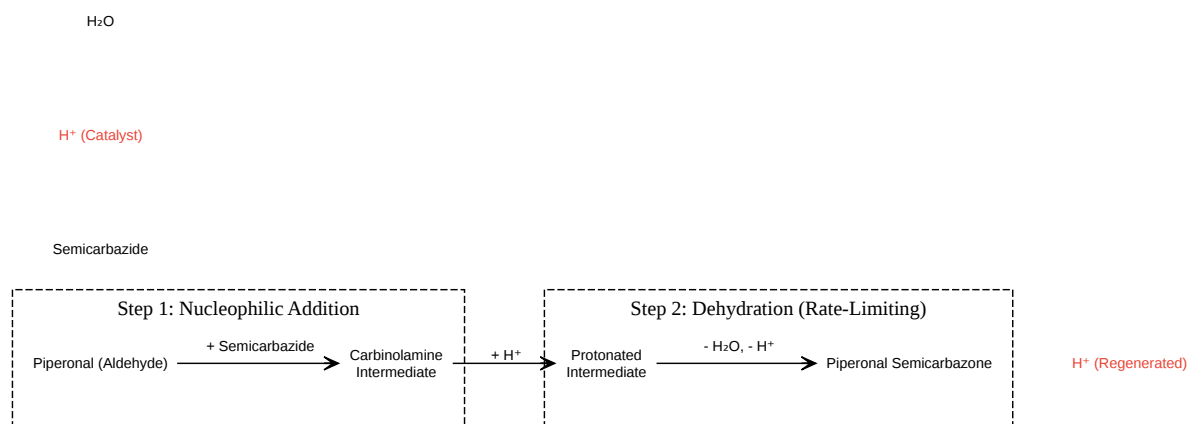 H₂O
H⁺ (Catalyst)
Semicarbazide
Step 1: Nucleophilic Addition
Step 2: Dehydration (Rate-Limiting)
Piperonal (Aldehyde)
+ Semicarbazide
Carbinolamine
Intermediate
+ H⁺
Protonated
Intermediate
- H₂O, - H⁺
Piperonal Semicarbazone
H⁺ (Regenerated)